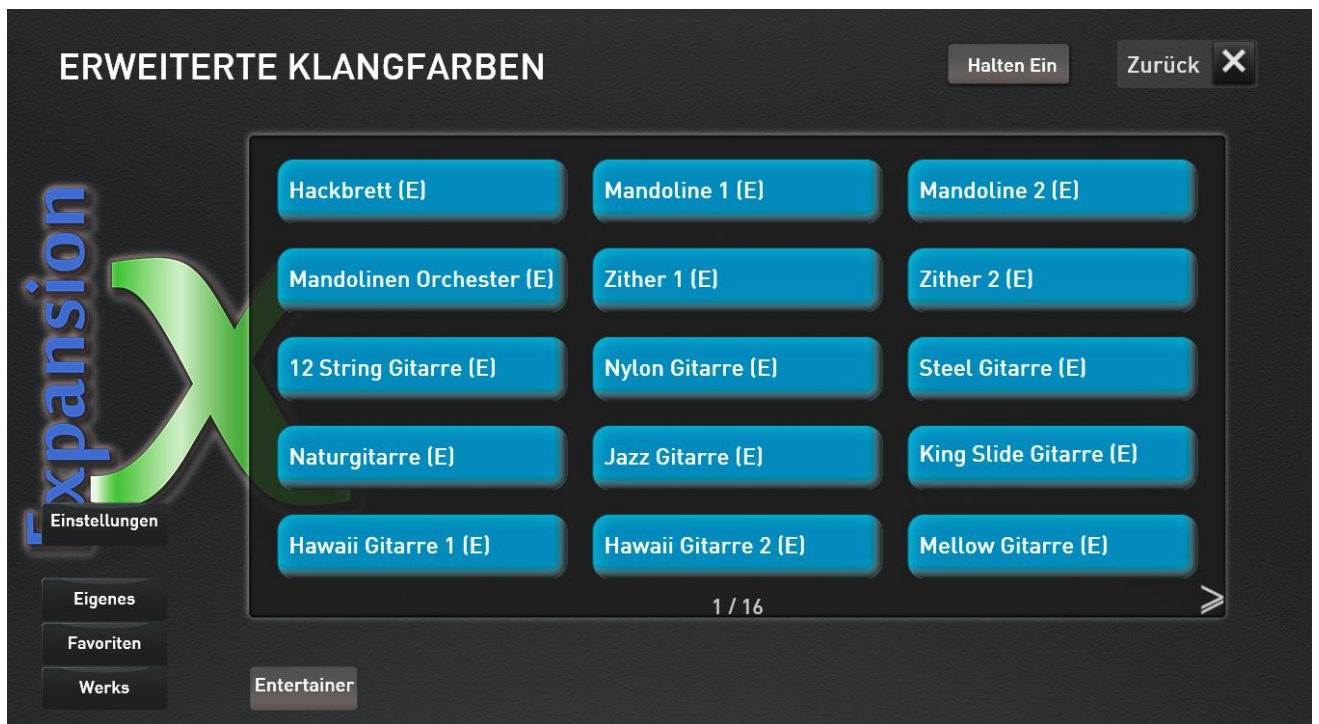 ERWEITERTE KLANGFARBEN
Halten Ein
Zurück
Expansion
X
Hackbrett (E)
Mandoline 1 (E)
Mandoline 2 (E)
Mandolinen Orchester (E)
Zither 1 (E)
Zither 2 (E)
12 String Gitarre (E)
Nylon Gitarre (E)
Steel Gitarre (E)
Naturgitarre (E)
Jazz Gitarre (E)
King Slide Gitarre (E)
Hawaii Gitarre 1 (E)
Hawaii Gitarre 2 (E)
Mellow Gitarre (E)
1 / 16
Einstellungen
Eigenes
Favoriten
Werks
Entertainer